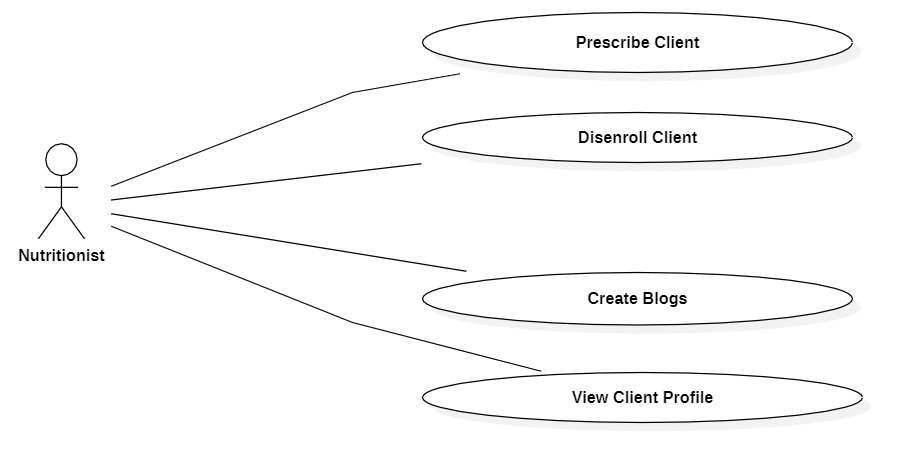 Prescribe Client
Disenroll Client
Nutritionist
Create Blogs
View Client Profile